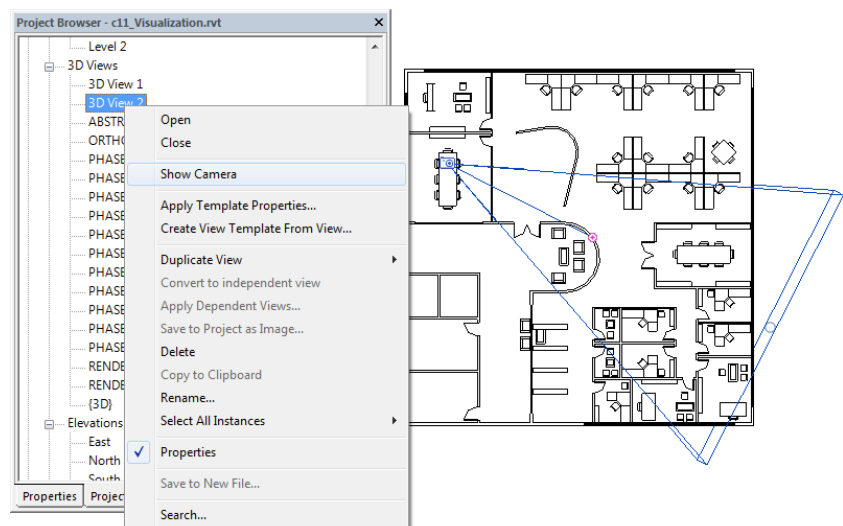 Project Browser - c11_Visualization.rvt
Level 2
3D Views
3D View 1
3D View 2
ABSTR
ORTHO
PHASE
PHASE
PHASE
PHASE
PHASE
PHASE
PHASE
PHASE
PHASE
PHASE
PHASE
RENDE
RENDE
{3D}
Elevations
East
North
South
Properties
Project
Open
Close
Show Camera
Apply Template Properties...
Create View Template From View...
Duplicate View
Convert to independent view
Apply Dependent Views...
Save to Project as Image...
Delete
Copy to Clipboard
Rename...
Select All Instances
Properties
Save to New File...
Search...